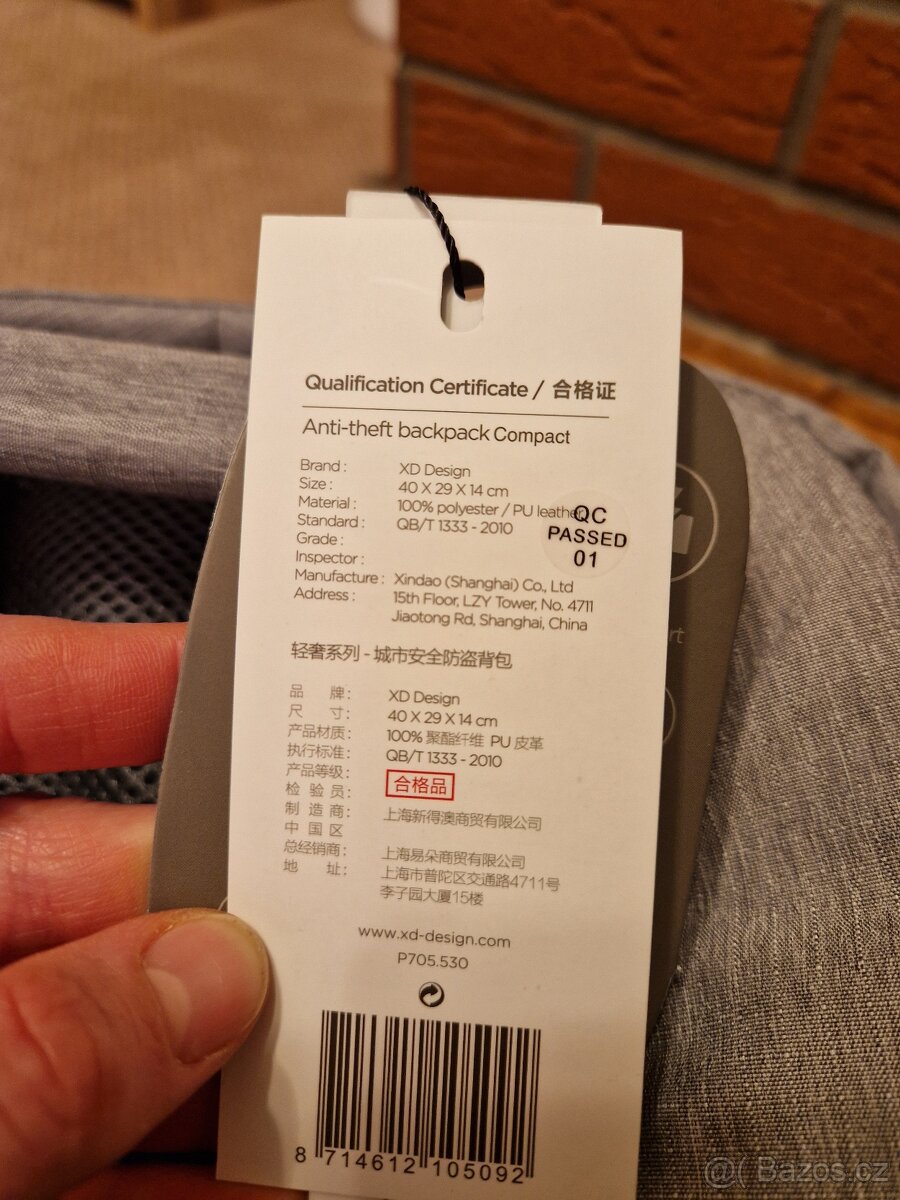 Qualification Certificate / 合格证
Anti-theft backpack Compact
Brand : XD Design
Size : 40 X 29 X 14 cm
Material : 100% polyester / PU leather
Standard : QB/T 1333 - 2010
Grade :
Inspector :
Manufacture : Xindao (Shanghai) Co., Ltd
Address : 15th Floor, LZY Tower, No. 4711
Jiaotong Rd, Shanghai, China
QC
PASSED
01
轻奢系列 - 城市安全防盗背包
品 牌: XD Design
尺 寸: 40 X 29 X 14 cm
产品材质: 100% 聚酯纤维 PU 皮革
执行标准: QB/T 1333 - 2010
产品等级: 合格品
检 验 员:
制 造 商: 上海新得澳商贸有限公司
中 国 区
总经销商: 上海易朵商贸有限公司
地 址: 上海市普陀区交通路4711号
李子园大厦15楼
www.xd-design.com
P705.530
8 714612 105092
@( Bazos.cz